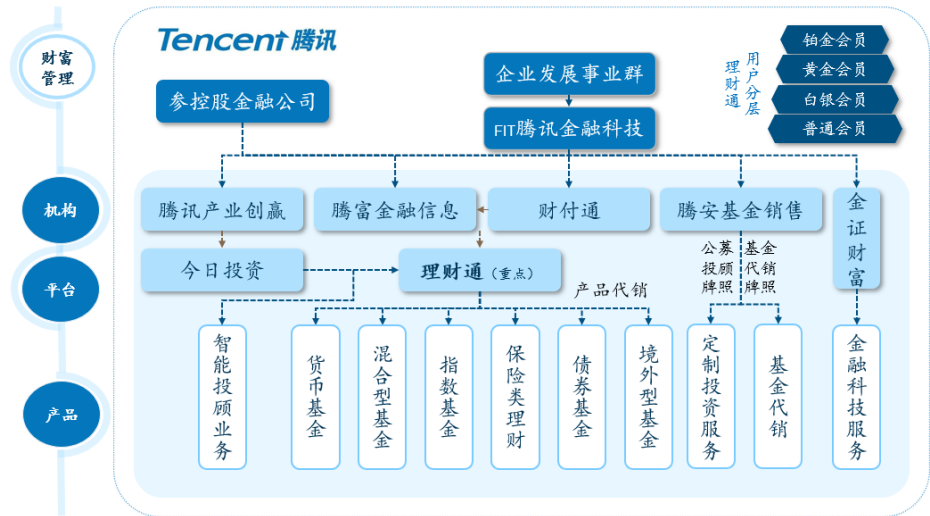 财富
管理
Tencent 腾讯
参控股金融公司
企业发展事业群
FIT腾讯金融科技
理财通
用户分层
铂金会员
黄金会员
白银会员
普通会员
机构
腾讯产业创赢
腾富金融信息
财付通
腾安基金销售
金证财富
平台
今日投资
理财通（重点）
公募
投顾
牌照
基金
代销
牌照
产品代销
产品
智能投顾业务
货币基金
混合型基金
指数基金
保险类理财
债券基金
境外型基金
定制投资服务
基金代销
金融科技服务